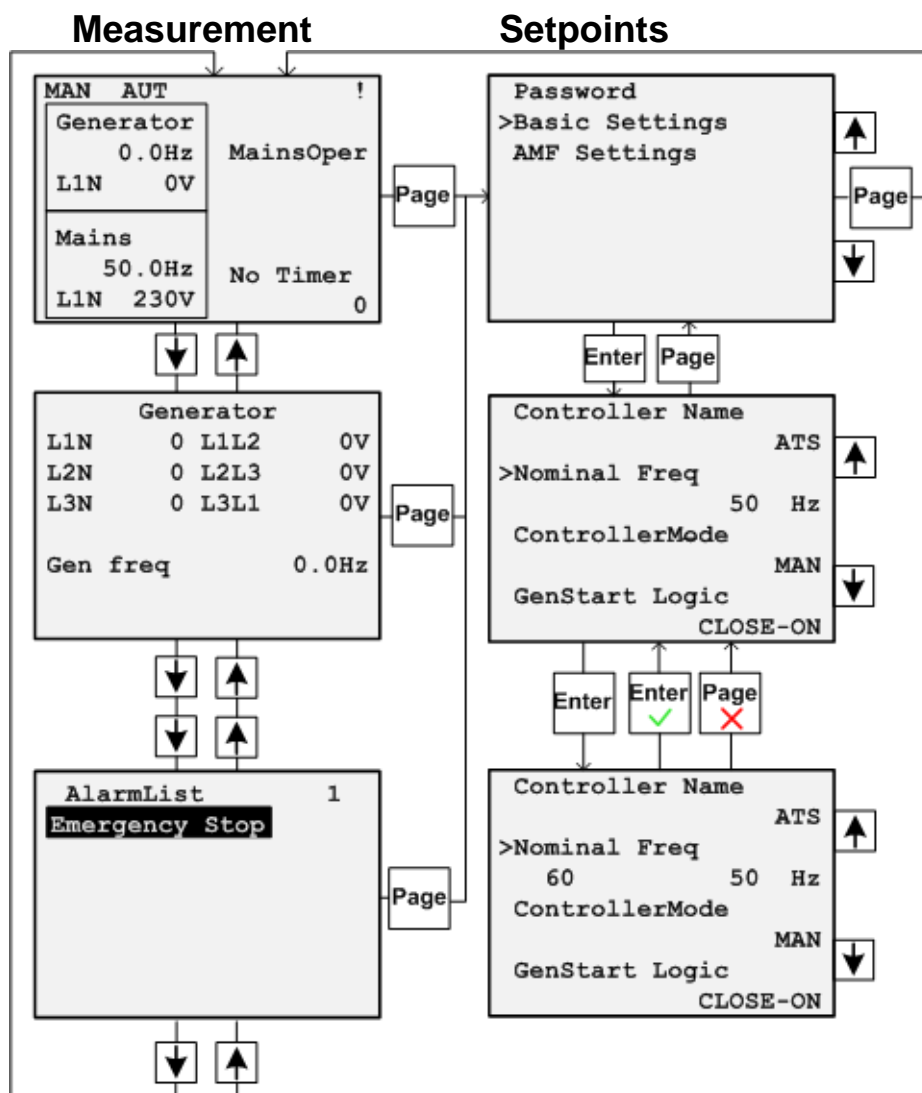 Measurement
Setpoints
MAN AUT !
Generator
0.0Hz
L1N 0V
MainsOper
Mains
50.0Hz
L1N 230V
No Timer
0
Page
Password
>Basic Settings
AMF Settings
Page
Enter Page
Generator
L1N 0 L1L2 0V
L2N 0 L2L3 0V
L3N 0 L3L1 0V
Gen freq 0.0Hz
Page
Controller Name
ATS
>Nominal Freq
50 Hz
ControllerMode
MAN
GenStart Logic
CLOSE-ON
Enter Enter Page
AlarmList 1
Emergency Stop
Page
Controller Name
ATS
>Nominal Freq
60 50 Hz
ControllerMode
MAN
GenStart Logic
CLOSE-ON